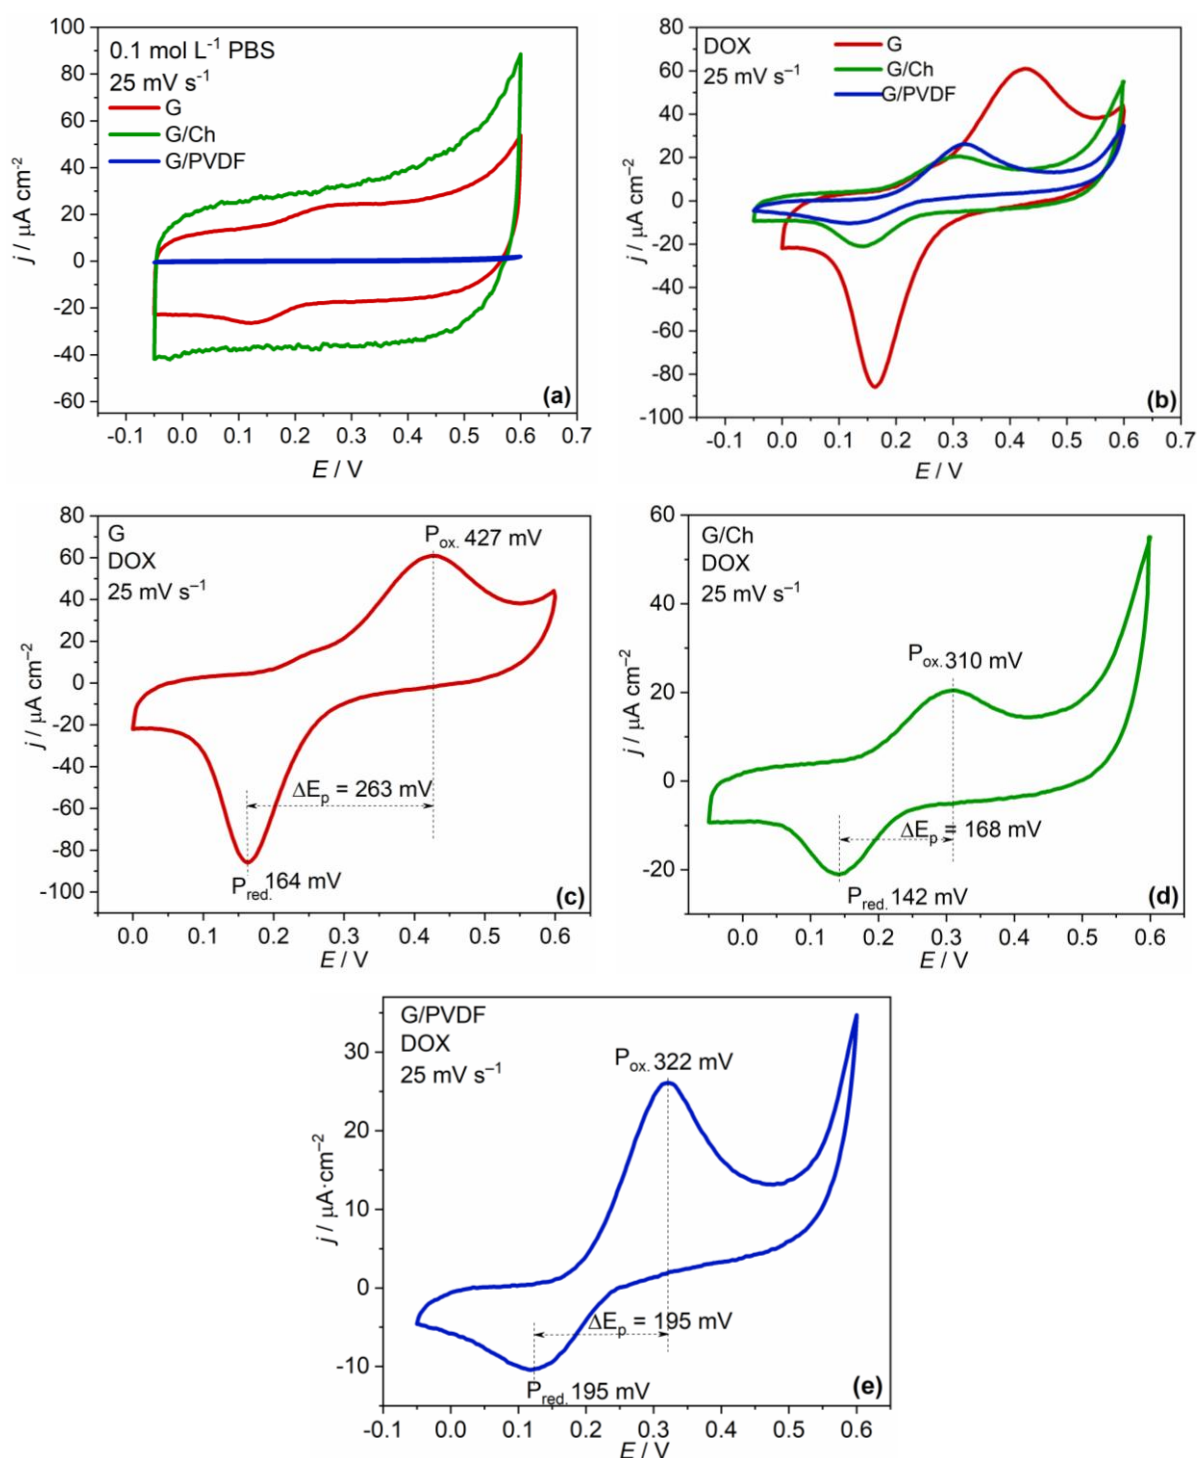 100
80
60
40
20
0
-20
-40
-60
j / μA cm⁻²
0.1 mol L⁻¹ PBS
25 mV s⁻¹
G
G/Ch
G/PVDF
(a)
-0.1 0.0 0.1 0.2 0.3 0.4 0.5 0.6 0.7
E / V
80
60
40
20
0
-20
-40
-60
-80
-100
j / μA cm⁻²
DOX
25 mV s⁻¹
G
G/Ch
G/PVDF
(b)
-0.1 0.0 0.1 0.2 0.3 0.4 0.5 0.6 0.7
E / V
80
60
40
20
0
-20
-40
-60
-80
-100
j / μA cm⁻²
G
DOX
25 mV s⁻¹
Pox. 427 mV
ΔEp = 263 mV
Pred. 164 mV
(c)
0.0 0.1 0.2 0.3 0.4 0.5 0.6
E / V
60
40
20
0
-20
j / μA cm⁻²
G/Ch
DOX
25 mV s⁻¹
Pox. 310 mV
ΔEp = 168 mV
Pred. 142 mV
(d)
0.0 0.1 0.2 0.3 0.4 0.5 0.6
E / V
30
20
10
0
-10
j / μA·cm⁻²
G/PVDF
DOX
25 mV s⁻¹
Pox. 322 mV
ΔEp = 195 mV
Pred. 195 mV
(e)
-0.1 0.0 0.1 0.2 0.3 0.4 0.5 0.6
E / V